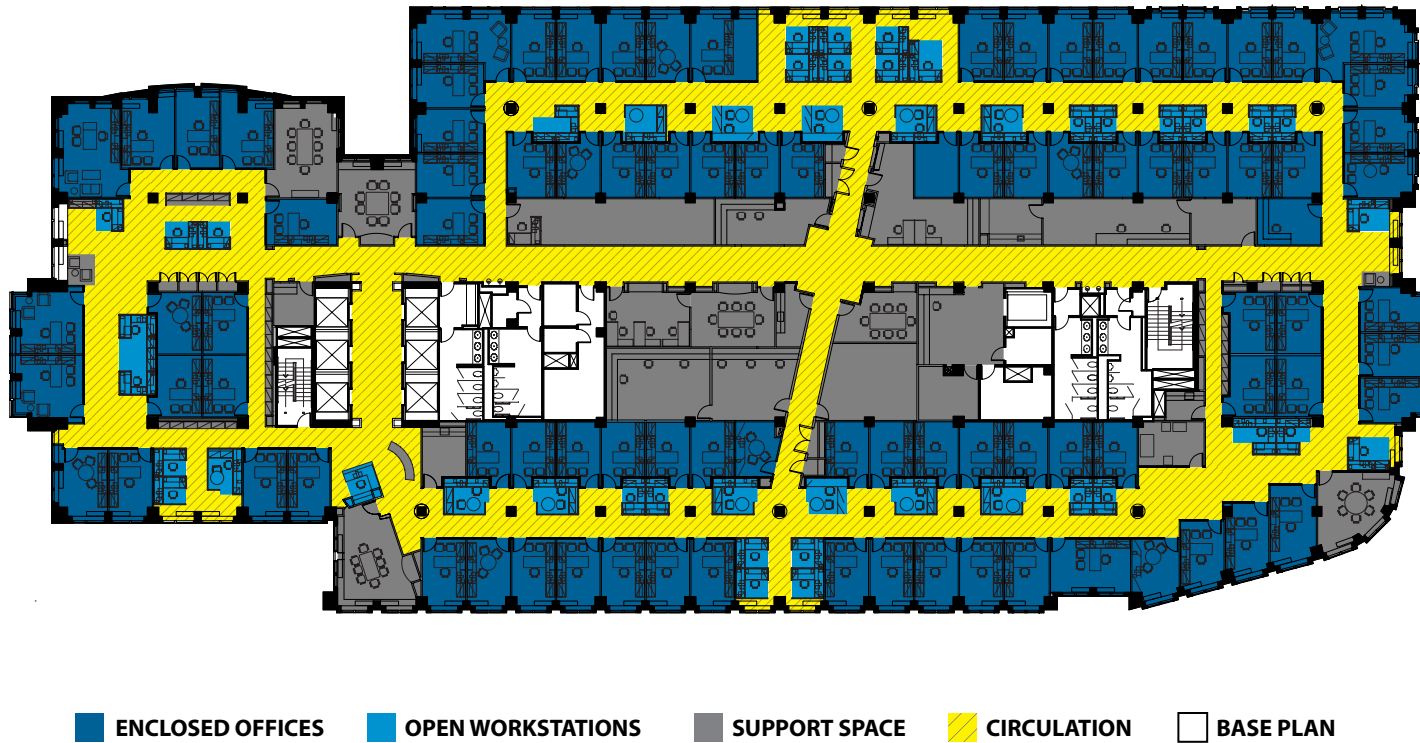 ENCLOSED OFFICES OPEN WORKSTATIONS SUPPORT SPACE CIRCULATION BASE PLAN